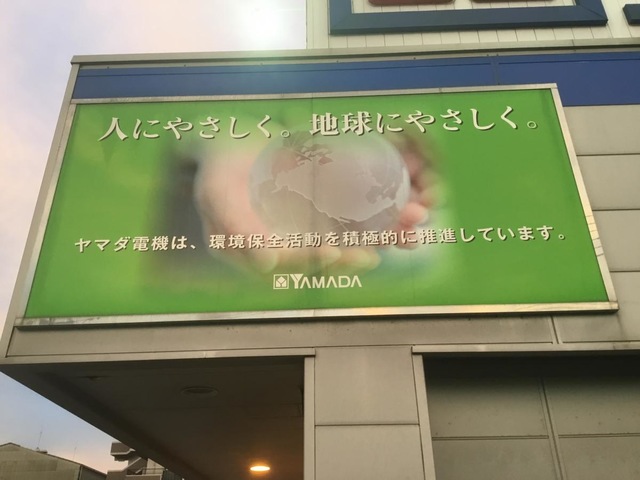 人にやさしく。地球にやさしく。
ヤマダ電機は、環境保全活動を積極的に推進しています。
YAMADA